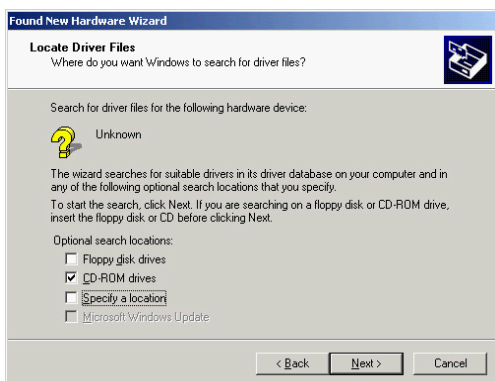 Found New Hardware Wizard
Locate Driver Files
Where do you want Windows to search for driver files?
Search for driver files for the following hardware device:
Unknown
The wizard searches for suitable drivers in its driver database on your computer and in
any of the following optional search locations that you specify.
To start the search, click Next. If you are searching on a floppy disk or CD-ROM drive,
insert the floppy disk or CD before clicking Next.
Optional search locations:
Floppy disk drives
CD-ROM drives
Specify a location
Microsoft Windows Update
< Back Next > Cancel